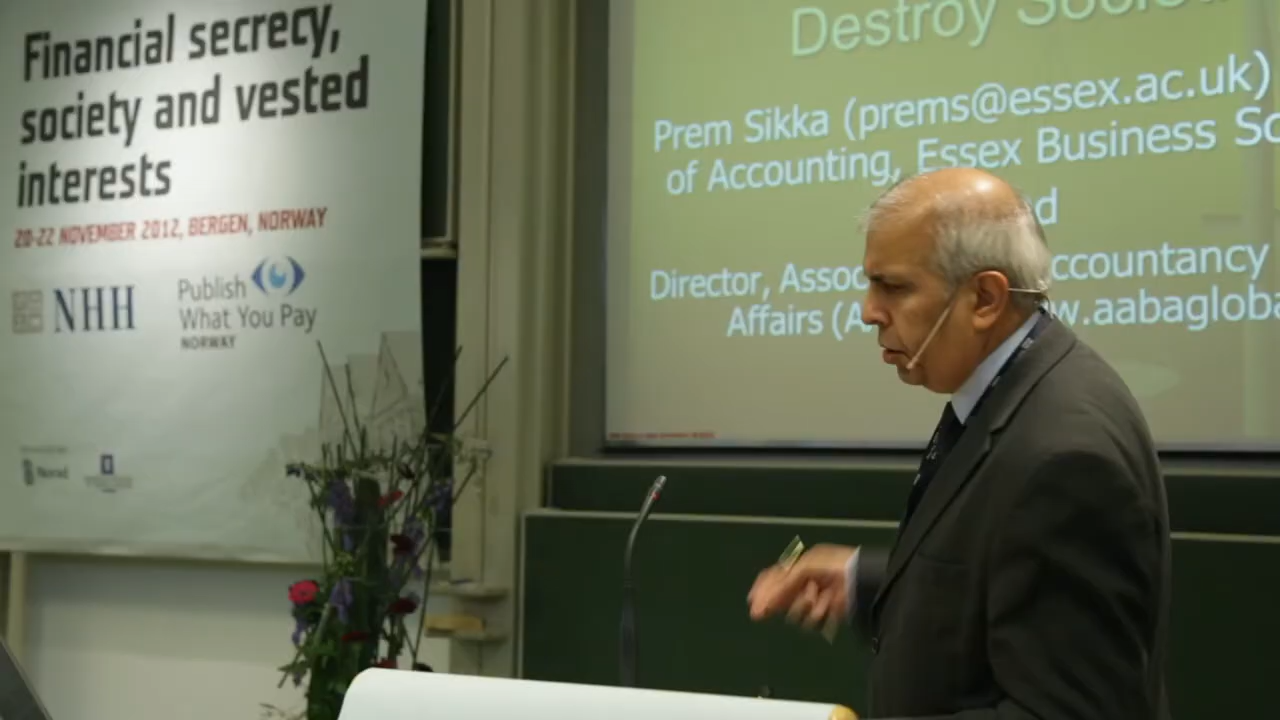 Financial secrecy,
society and vested
interests
20-22 NOVEMBER 2012, BERGEN, NORWAY
NHH
Publish
What You Pay
NORWAY
Norad
Destroy
Prem Sikka (prems@essex.ac.uk)
of Accounting, Essex Business
Director,
Affairs